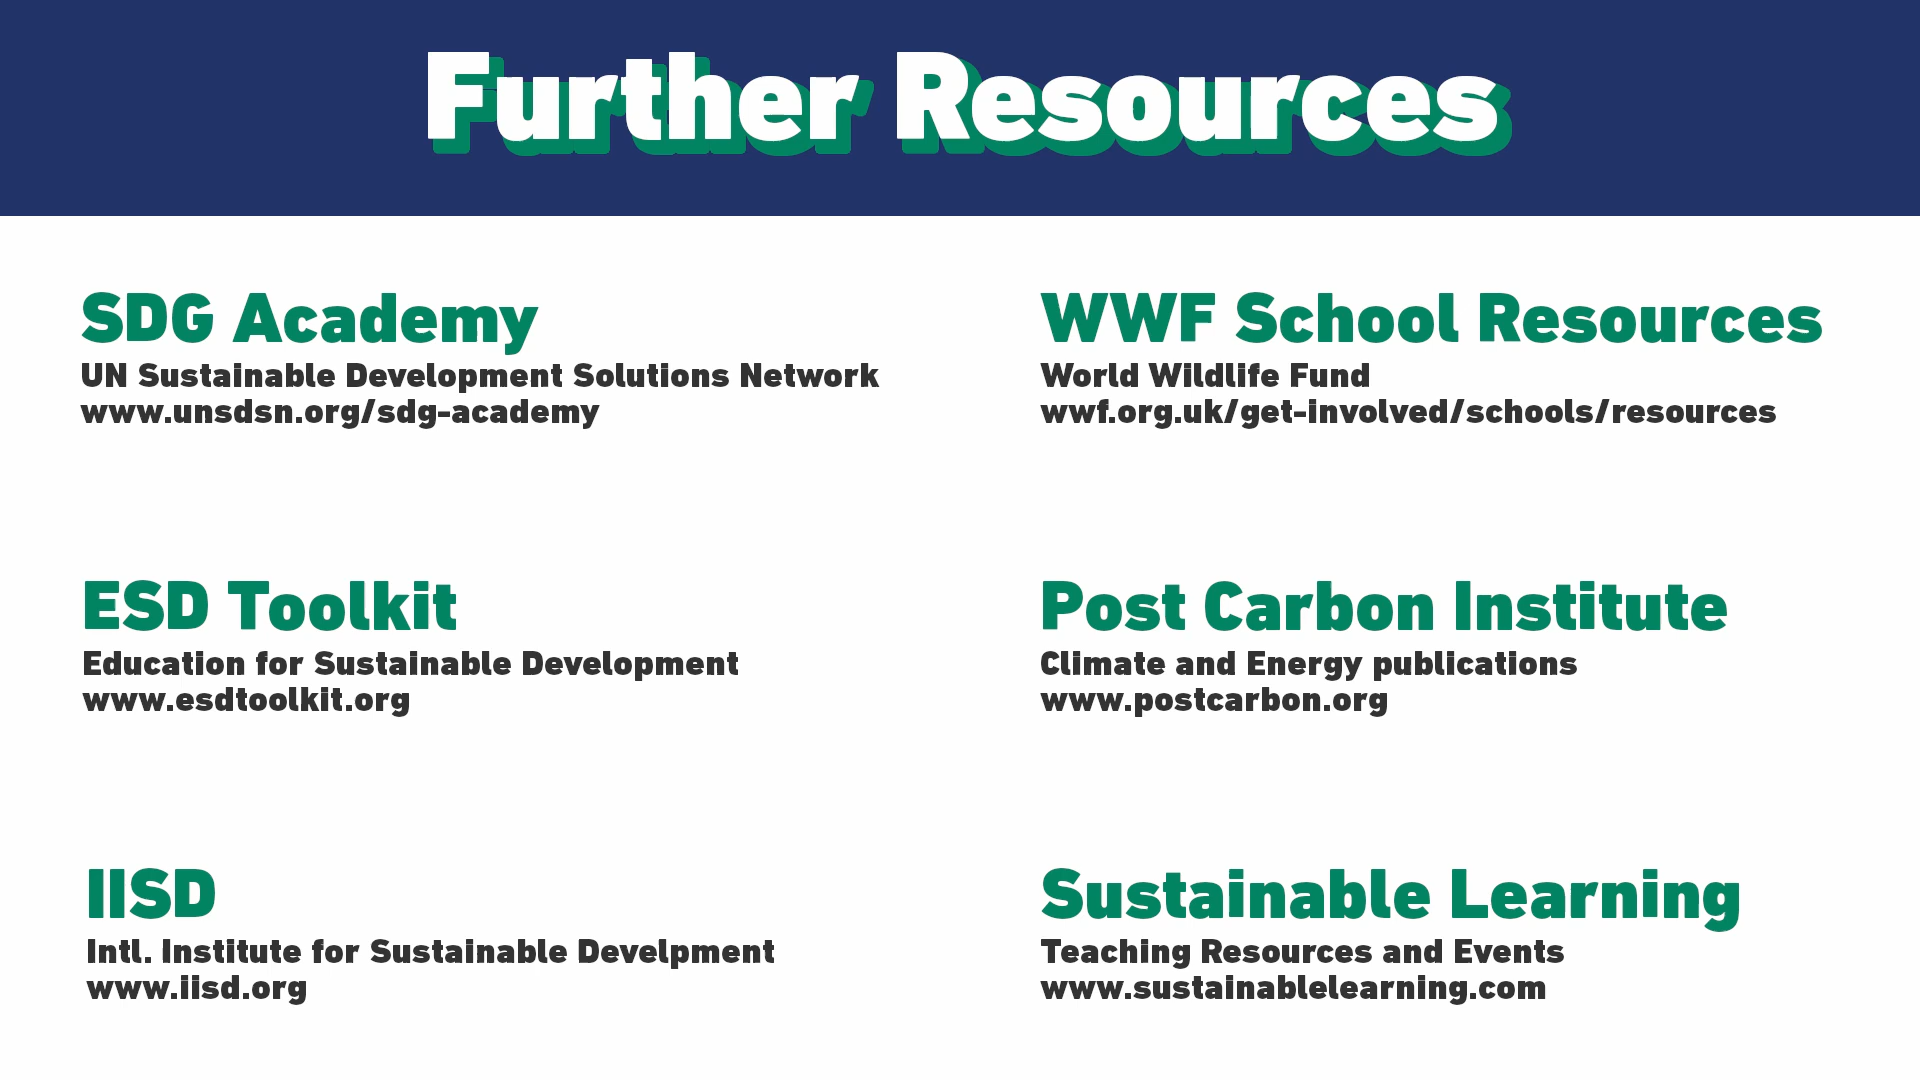 Further Resources
SDG Academy
UN Sustainable Development Solutions Network
www.unsdsn.org/sdg-academy
WWF School Resources
World Wildlife Fund
wwf.org.uk/get-involved/schools/resources
ESD Toolkit
Education for Sustainable Development
www.esdtoolkit.org
Post Carbon Institute
Climate and Energy publications
www.postcarbon.org
IISD
Intl. Institute for Sustainable Develpment
www.iisd.org
Sustainable Learning
Teaching Resources and Events
www.sustainablelearning.com